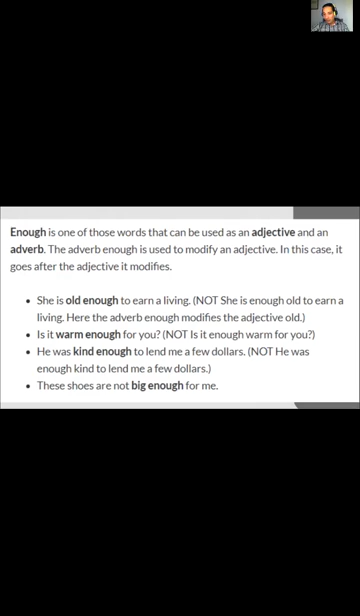 Enough is one of those words that can be used as an adjective and an
adverb. The adverb enough is used to modify an adjective. In this case, it
goes after the adjective it modifies.
• She is old enough to earn a living. (NOT She is enough old to earn a
living. Here the adverb enough modifies the adjective old.)
• Is it warm enough for you? (NOT Is it enough warm for you?)
• He was kind enough to lend me a few dollars. (NOT He was
enough kind to lend me a few dollars.)
• These shoes are not big enough for me.